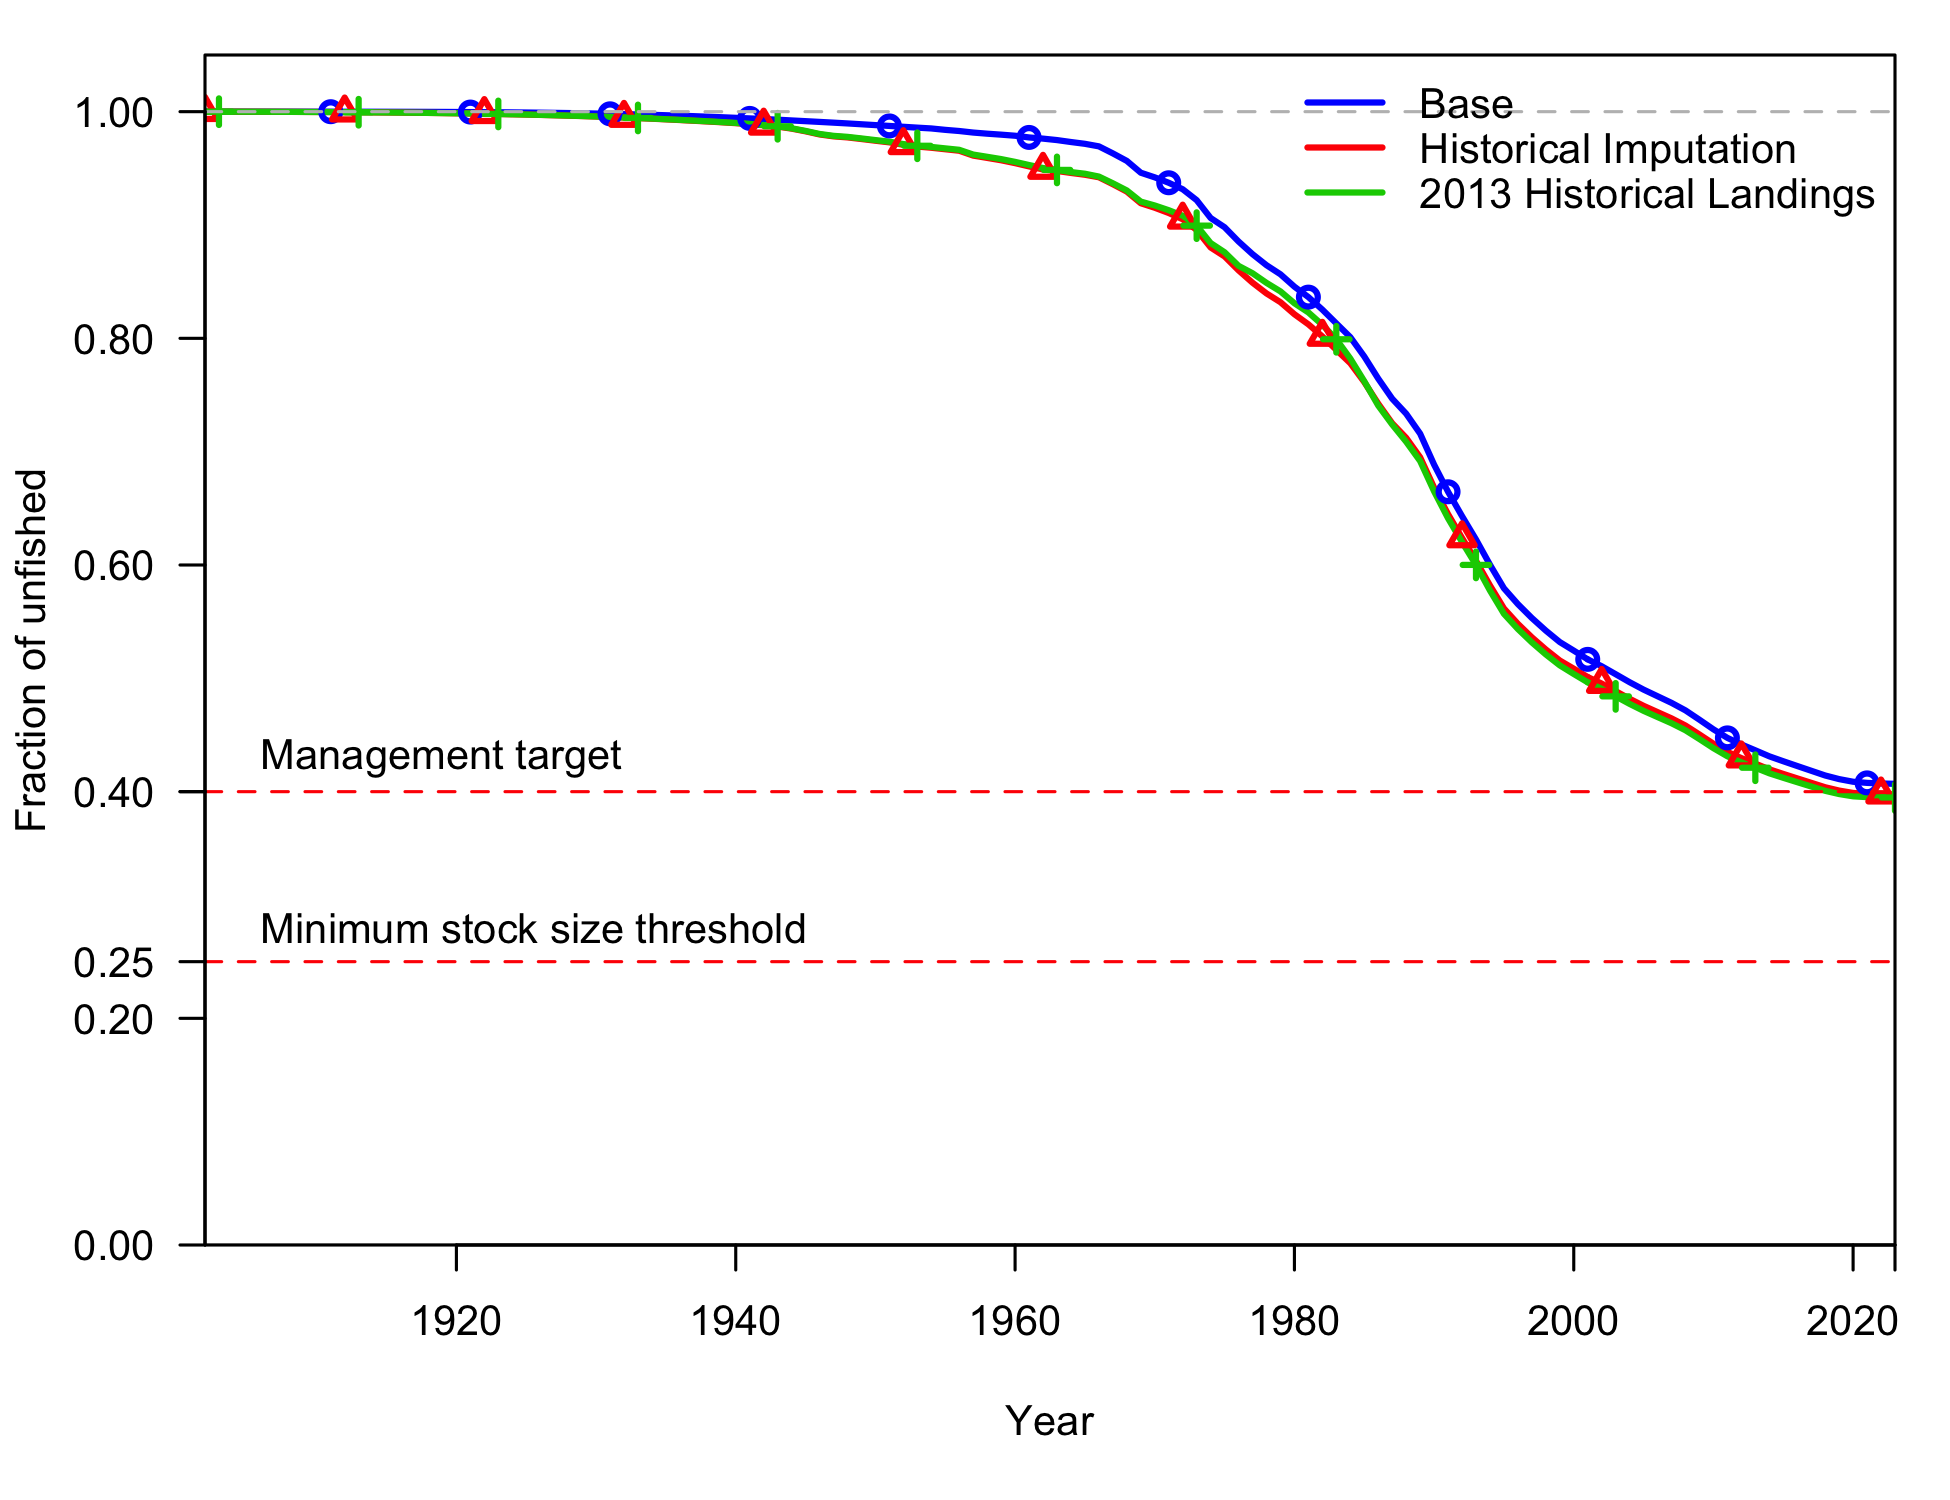 1.00
0.80
0.60
0.40
0.25
0.20
0.00
Fraction of unfished
Base
Historical Imputation
2013 Historical Landings
Management target
Minimum stock size threshold
1920 1940 1960 1980 2000 2020
Year